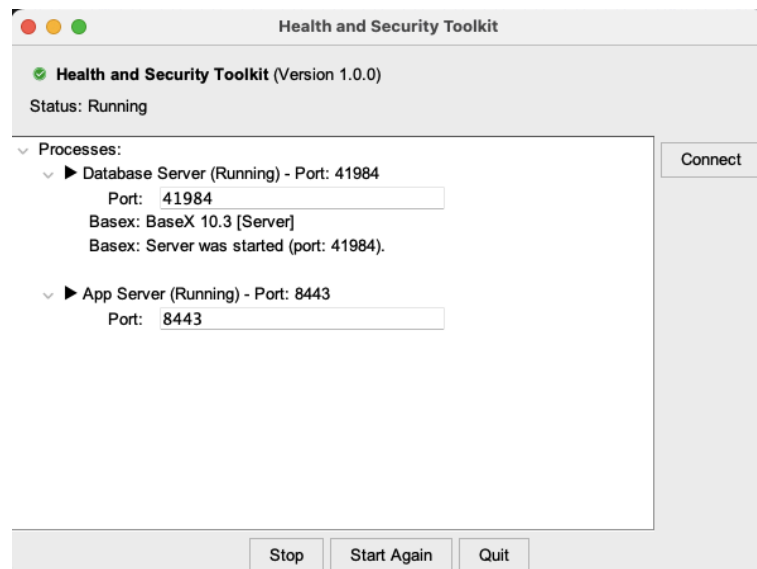 Health and Security Toolkit
Health and Security Toolkit (Version 1.0.0)
Status: Running
Processes:
Connect
Database Server (Running) - Port: 41984
Port: 41984
Basex: BaseX 10.3 [Server]
Basex: Server was started (port: 41984).
App Server (Running) - Port: 8443
Port: 8443
Stop Start Again Quit